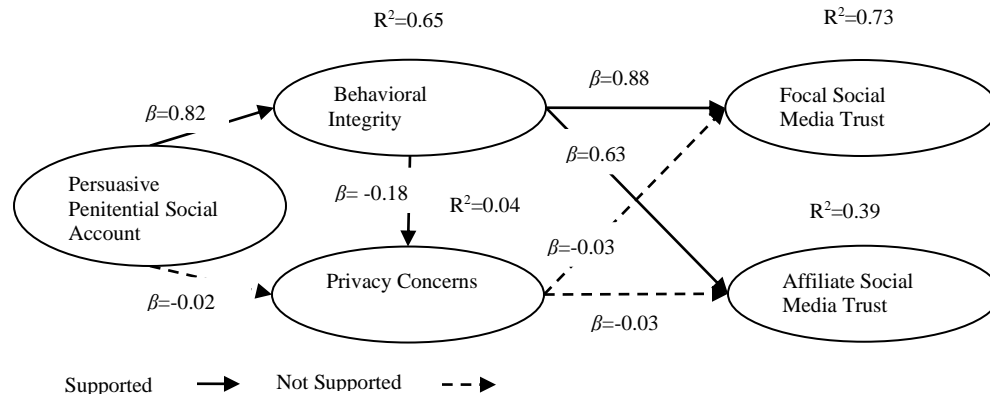 R²=0.65
R²=0.73
Behavioral
Integrity
β=0.88
Focal Social
Media Trust
β=0.82
β=0.63
Persuasive
Penitential Social
Account
β= -0.18
R²=0.04
R²=0.39
β=-0.03
Privacy Concerns
Affiliate Social
Media Trust
β=-0.02
β=-0.03
Supported
Not Supported